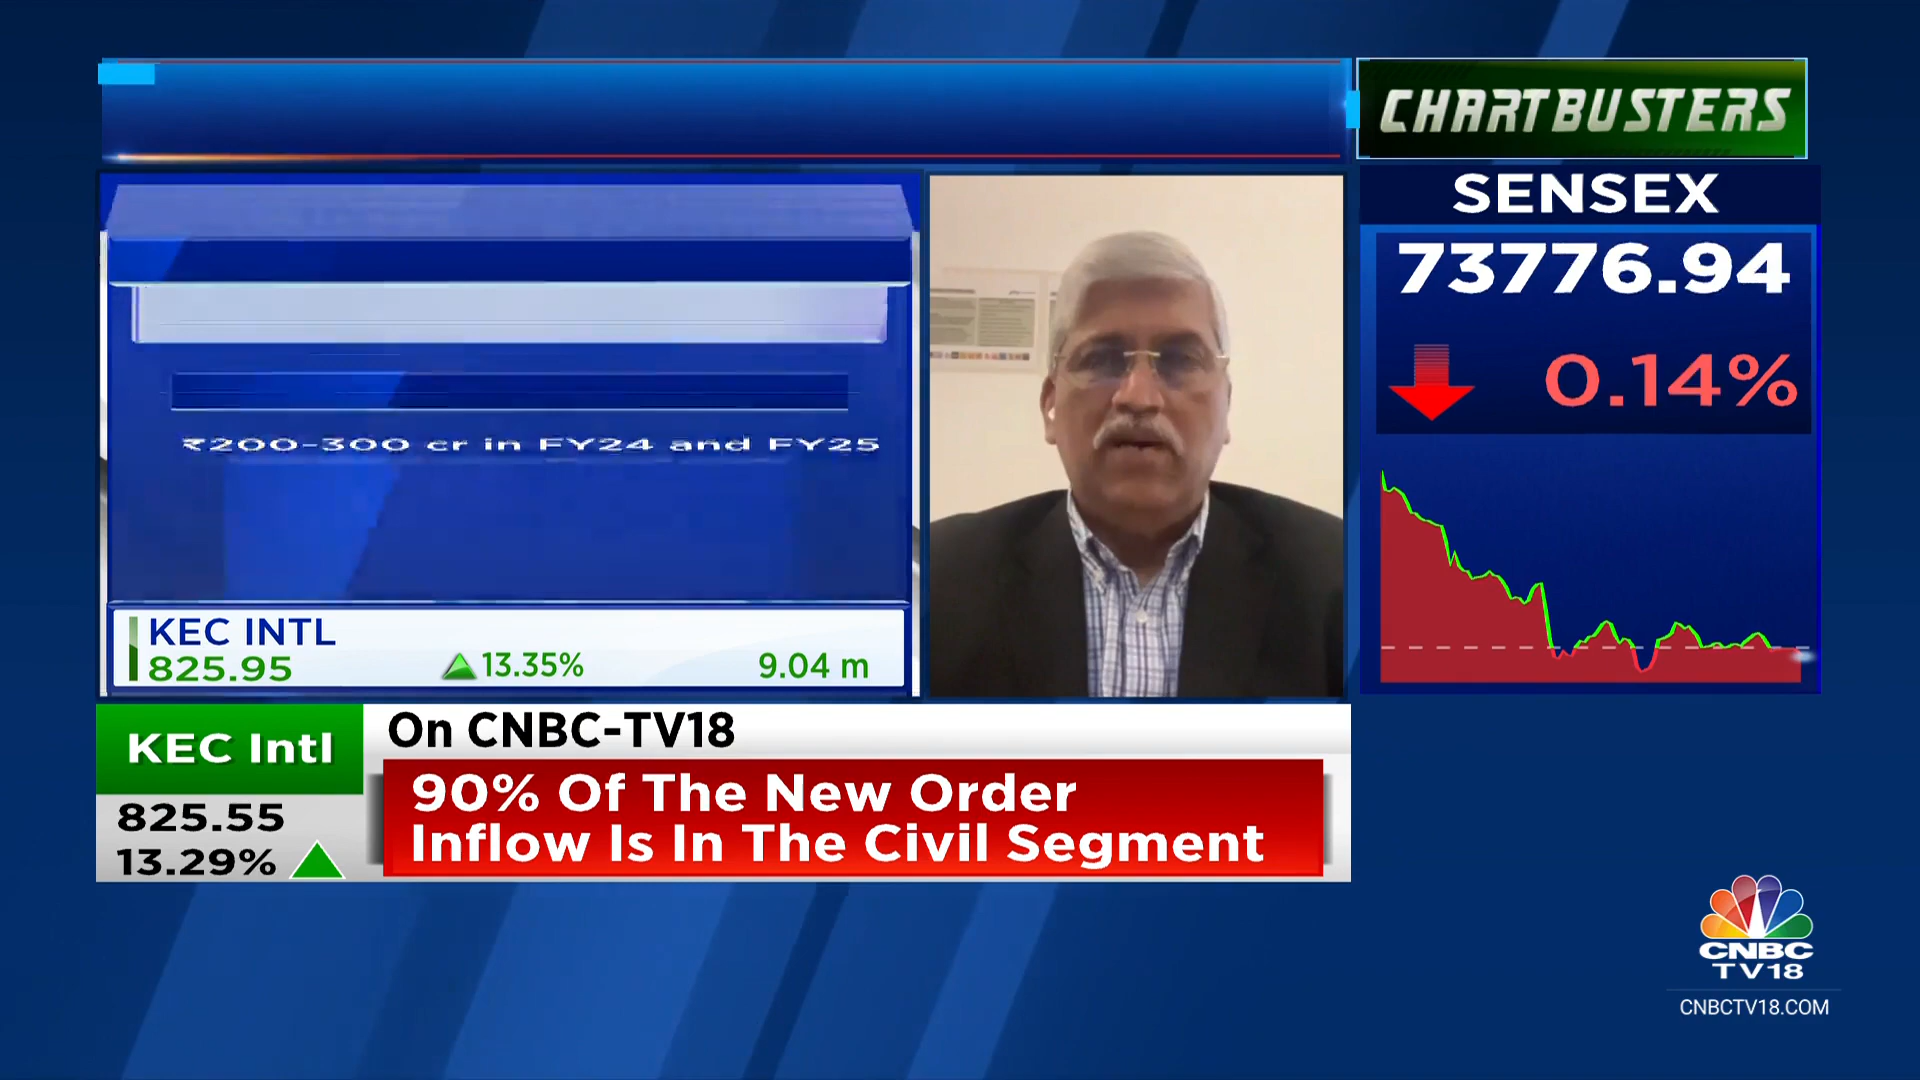 CHARTBUSTERS
SENSEX
73776.94
0.14%
₹200-300 cr in FY24 and FY25
KEC INTL
825.95
13.35%
9.04 m
KEC Intl
825.55
13.29%
On CNBC-TV18
90% Of The New Order
Inflow Is In The Civil Segment
CNBC
TV18
CNBCTV18.COM